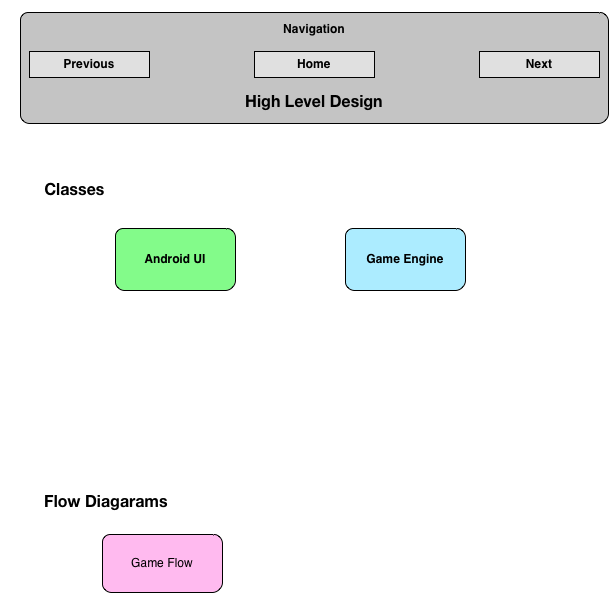 Navigation
Previous
Home
Next
High Level Design
Classes
Android UI
Game Engine
Flow Diagarams
Game Flow